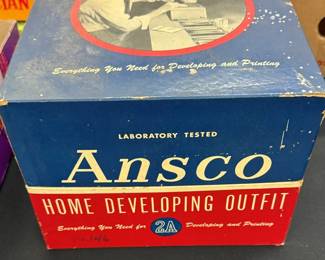 Everything You Need for Developing and Printing
LABORATORY TESTED
Ansco
HOME DEVELOPING OUTFIT
Everything You Need for 2A Developing and Printing